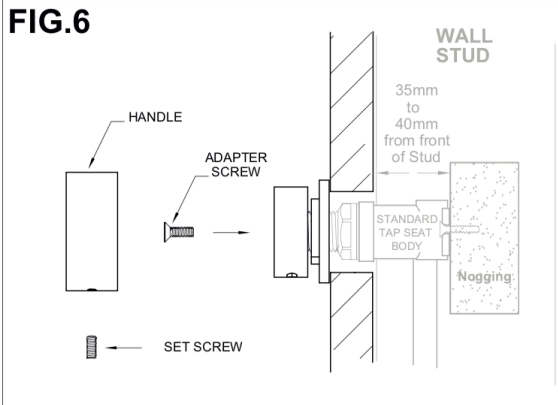 FIG.6
WALL
STUD
35mm
to
40mm
from front
of Stud
HANDLE
ADAPTER
SCREW
STANDARD
TAP SEAT
BODY
Nogging
SET SCREW